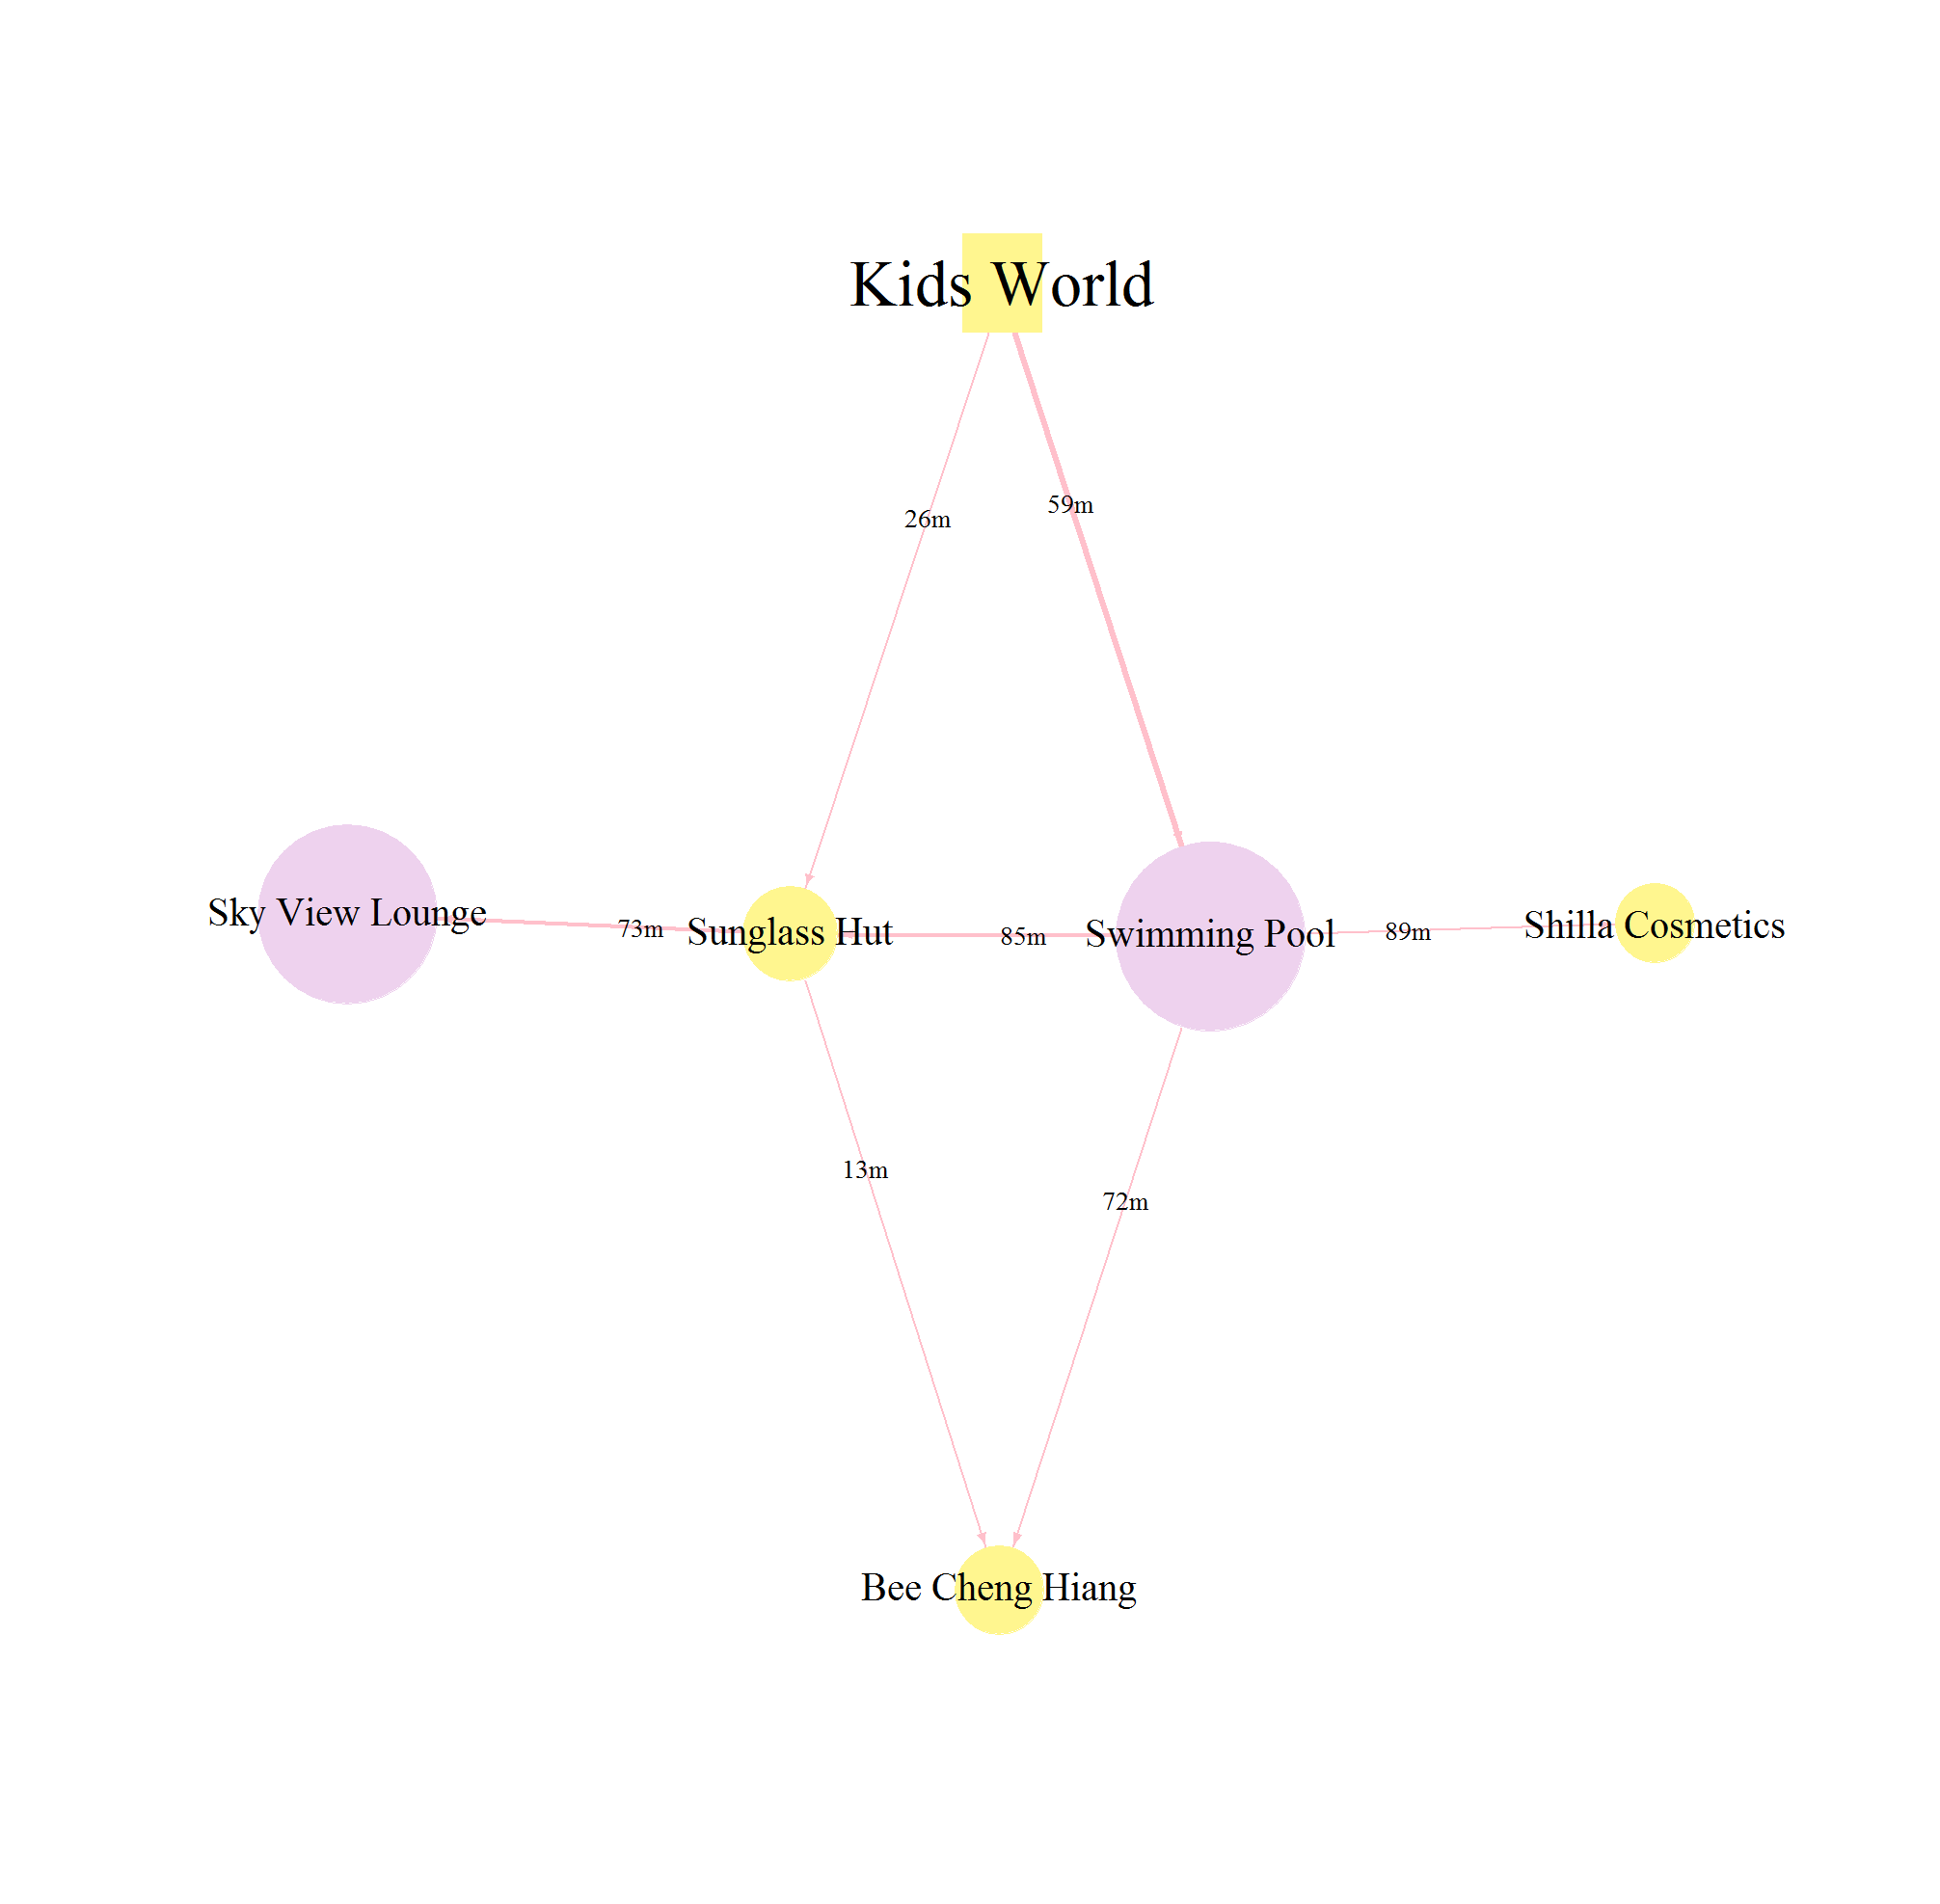 Kids World
26m
59m
Sky View Lounge
73m
Sunglass Hut
85m
Swimming Pool
89m
Shilla Cosmetics
13m
72m
Bee Cheng Hiang